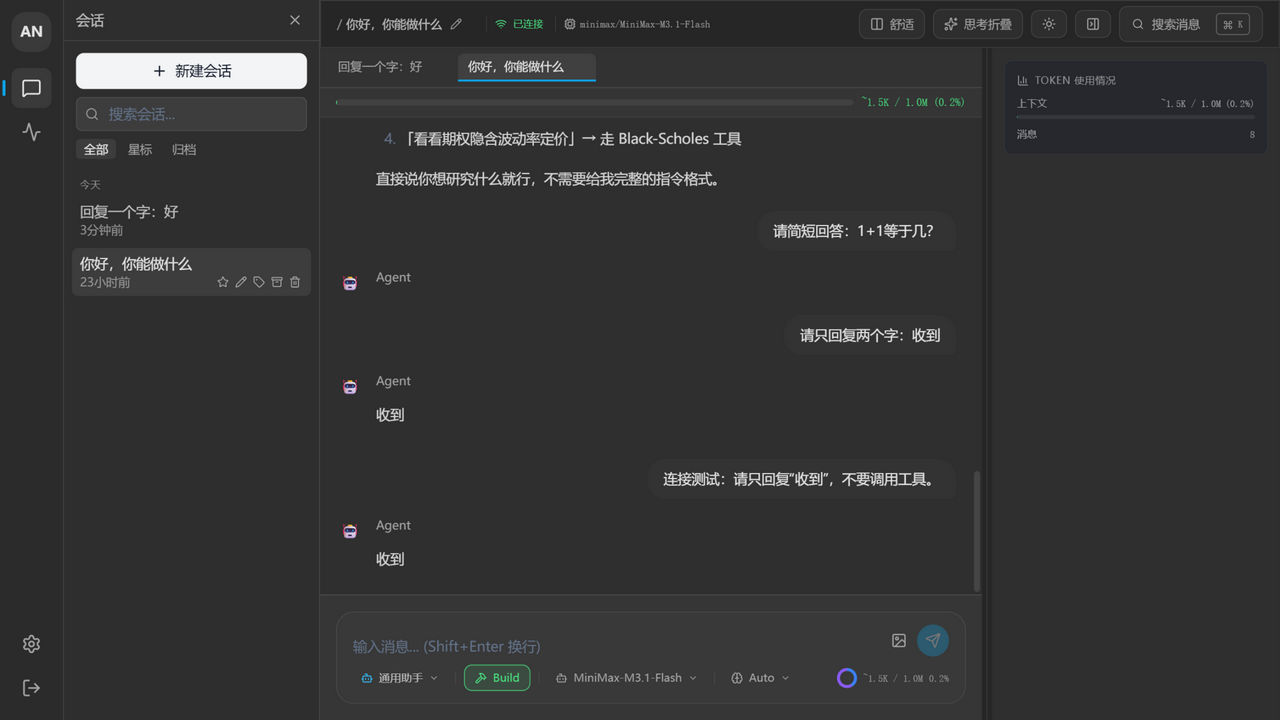 AN
会话
新建会话
搜索会话...
全部 星标 归档
今天
回复一个字：好
3分钟前
你好，你能做什么
23小时前
/ 你好，你能做什么
已连接
minimax/MiniMax-M3.1-Flash
舒适
思考折叠
搜索消息 ⌘ K
回复一个字：好
你好，你能做什么
~1.5K / 1.0M (0.2%)
4. 「看看期权隐含波动率定价」→ 走 Black-Scholes 工具
直接说你想研究什么就行，不需要给我完整的指令格式。
请简短回答：1+1等于几？
Agent
请只回复两个字：收到
Agent
收到
连接测试：请只回复"收到"，不要调用工具。
Agent
收到
输入消息... (Shift+Enter 换行)
通用助手
Build
MiniMax-M3.1-Flash
Auto
~1.5K / 1.0M 0.2%
TOKEN 使用情况
上下文 ~1.5K / 1.0M (0.2%)
消息 8